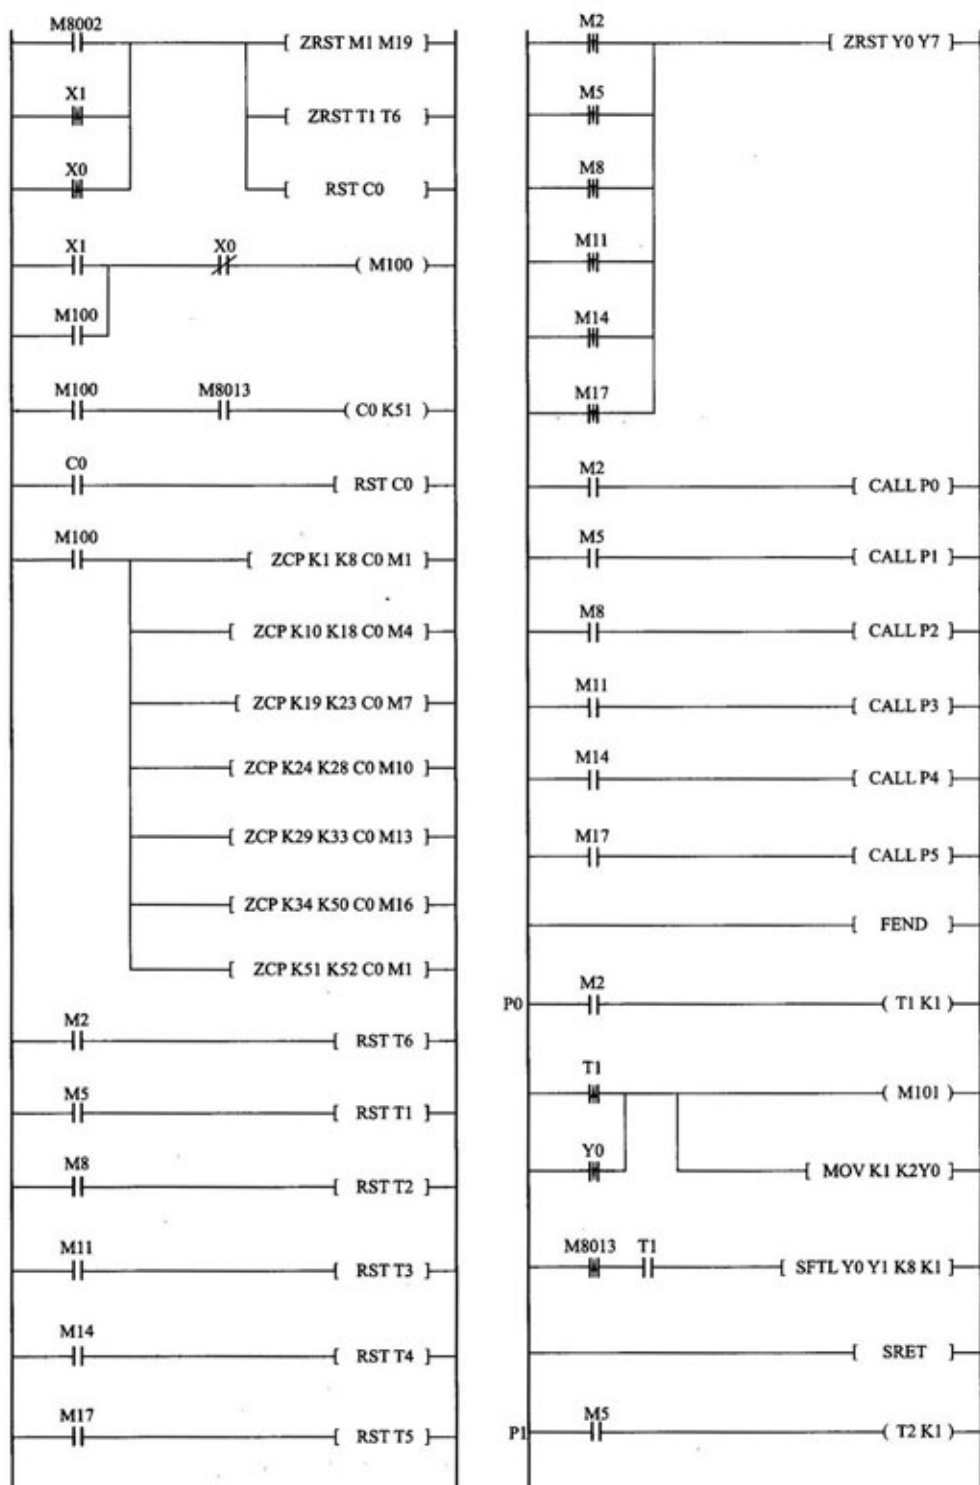 M8002
ZRST M1 M19
X1
ZRST T1 T6
X0
RST C0
X1 X0
M100
M100
M100 M8013
C0 K51
C0
RST C0
M100
ZCP K1 K8 C0 M1
ZCP K10 K18 C0 M4
ZCP K19 K23 C0 M7
ZCP K24 K28 C0 M10
ZCP K29 K33 C0 M13
ZCP K34 K50 C0 M16
ZCP K51 K52 C0 M1
M2
RST T6
M5
RST T1
M8
RST T2
M11
RST T3
M14
RST T4
M17
RST T5
M2
ZRST Y0 Y7
M5
M8
M11
M14
M17
M2
CALL P0
M5
CALL P1
M8
CALL P2
M11
CALL P3
M14
CALL P4
M17
CALL P5
FEND
M2
P0 T1 K1
T1
M101
Y0
MOV K1 K2Y0
M8013 T1
SFTL Y0 Y1 K8 K1
SRET
M5
P1 T2 K1